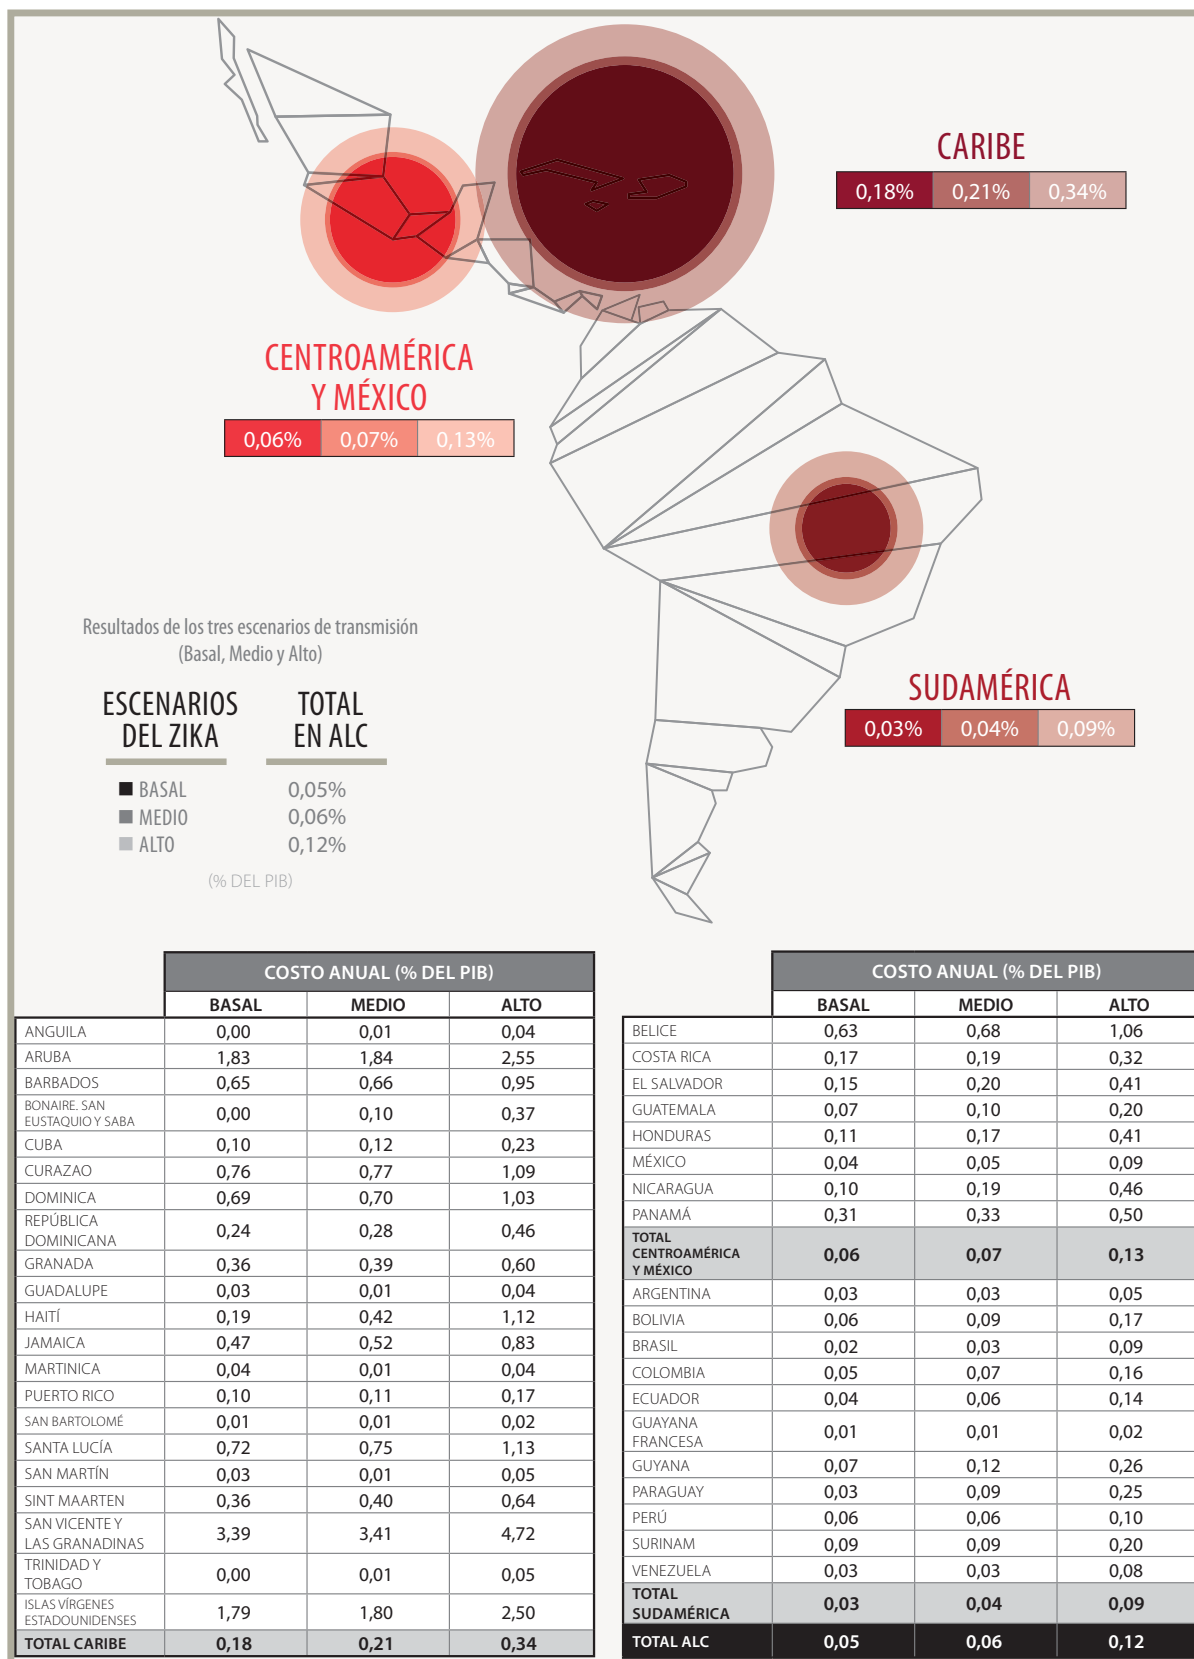 CARIBE
0,18% 0,21% 0,34%
CENTROAMÉRICA
Y MÉXICO
0,06% 0,07% 0,13%
Resultados de los tres escenarios de transmisión
(Basal, Medio y Alto)
ESCENARIOS
DEL ZIKA
TOTAL
EN ALC
BASAL 0,05%
MEDIO 0,06%
ALTO 0,12%
(% DEL PIB)
SUDAMÉRICA
0,03% 0,04% 0,09%
COSTO ANUAL (% DEL PIB)
BASAL MEDIO ALTO
ANGUILA 0,00 0,01 0,04
ARUBA 1,83 1,84 2,55
BARBADOS 0,65 0,66 0,95
BONAIRE. SAN
EUSTAQUIO Y SABA 0,00 0,10 0,37
CUBA 0,10 0,12 0,23
CURAZAO 0,76 0,77 1,09
DOMINICA 0,69 0,70 1,03
REPÚBLICA
DOMINICANA 0,24 0,28 0,46
GRANADA 0,36 0,39 0,60
GUADALUPE 0,03 0,01 0,04
HAITÍ 0,19 0,42 1,12
JAMAICA 0,47 0,52 0,83
MARTINICA 0,04 0,01 0,04
PUERTO RICO 0,10 0,11 0,17
SAN BARTOLOMÉ 0,01 0,01 0,02
SANTA LUCÍA 0,72 0,75 1,13
SAN MARTÍN 0,03 0,01 0,05
SINT MAARTEN 0,36 0,40 0,64
SAN VICENTE Y
LAS GRANADINAS 3,39 3,41 4,72
TRINIDAD Y
TOBAGO 0,00 0,01 0,05
ISLAS VÍRGENES
ESTADOUNIDENSES 1,79 1,80 2,50
TOTAL CARIBE 0,18 0,21 0,34
COSTO ANUAL (% DEL PIB)
BASAL MEDIO ALTO
BELICE 0,63 0,68 1,06
COSTA RICA 0,17 0,19 0,32
EL SALVADOR 0,15 0,20 0,41
GUATEMALA 0,07 0,10 0,20
HONDURAS 0,11 0,17 0,41
MÉXICO 0,04 0,05 0,09
NICARAGUA 0,10 0,19 0,46
PANAMÁ 0,31 0,33 0,50
TOTAL
CENTROAMÉRICA
Y MÉXICO 0,06 0,07 0,13
ARGENTINA 0,03 0,03 0,05
BOLIVIA 0,06 0,09 0,17
BRASIL 0,02 0,03 0,09
COLOMBIA 0,05 0,07 0,16
ECUADOR 0,04 0,06 0,14
GUAYANA
FRANCESA 0,01 0,01 0,02
GUYANA 0,07 0,12 0,26
PARAGUAY 0,03 0,09 0,25
PERÚ 0,06 0,06 0,10
SURINAM 0,09 0,09 0,20
VENEZUELA 0,03 0,03 0,08
TOTAL
SUDAMÉRICA 0,03 0,04 0,09
TOTAL ALC 0,05 0,06 0,12